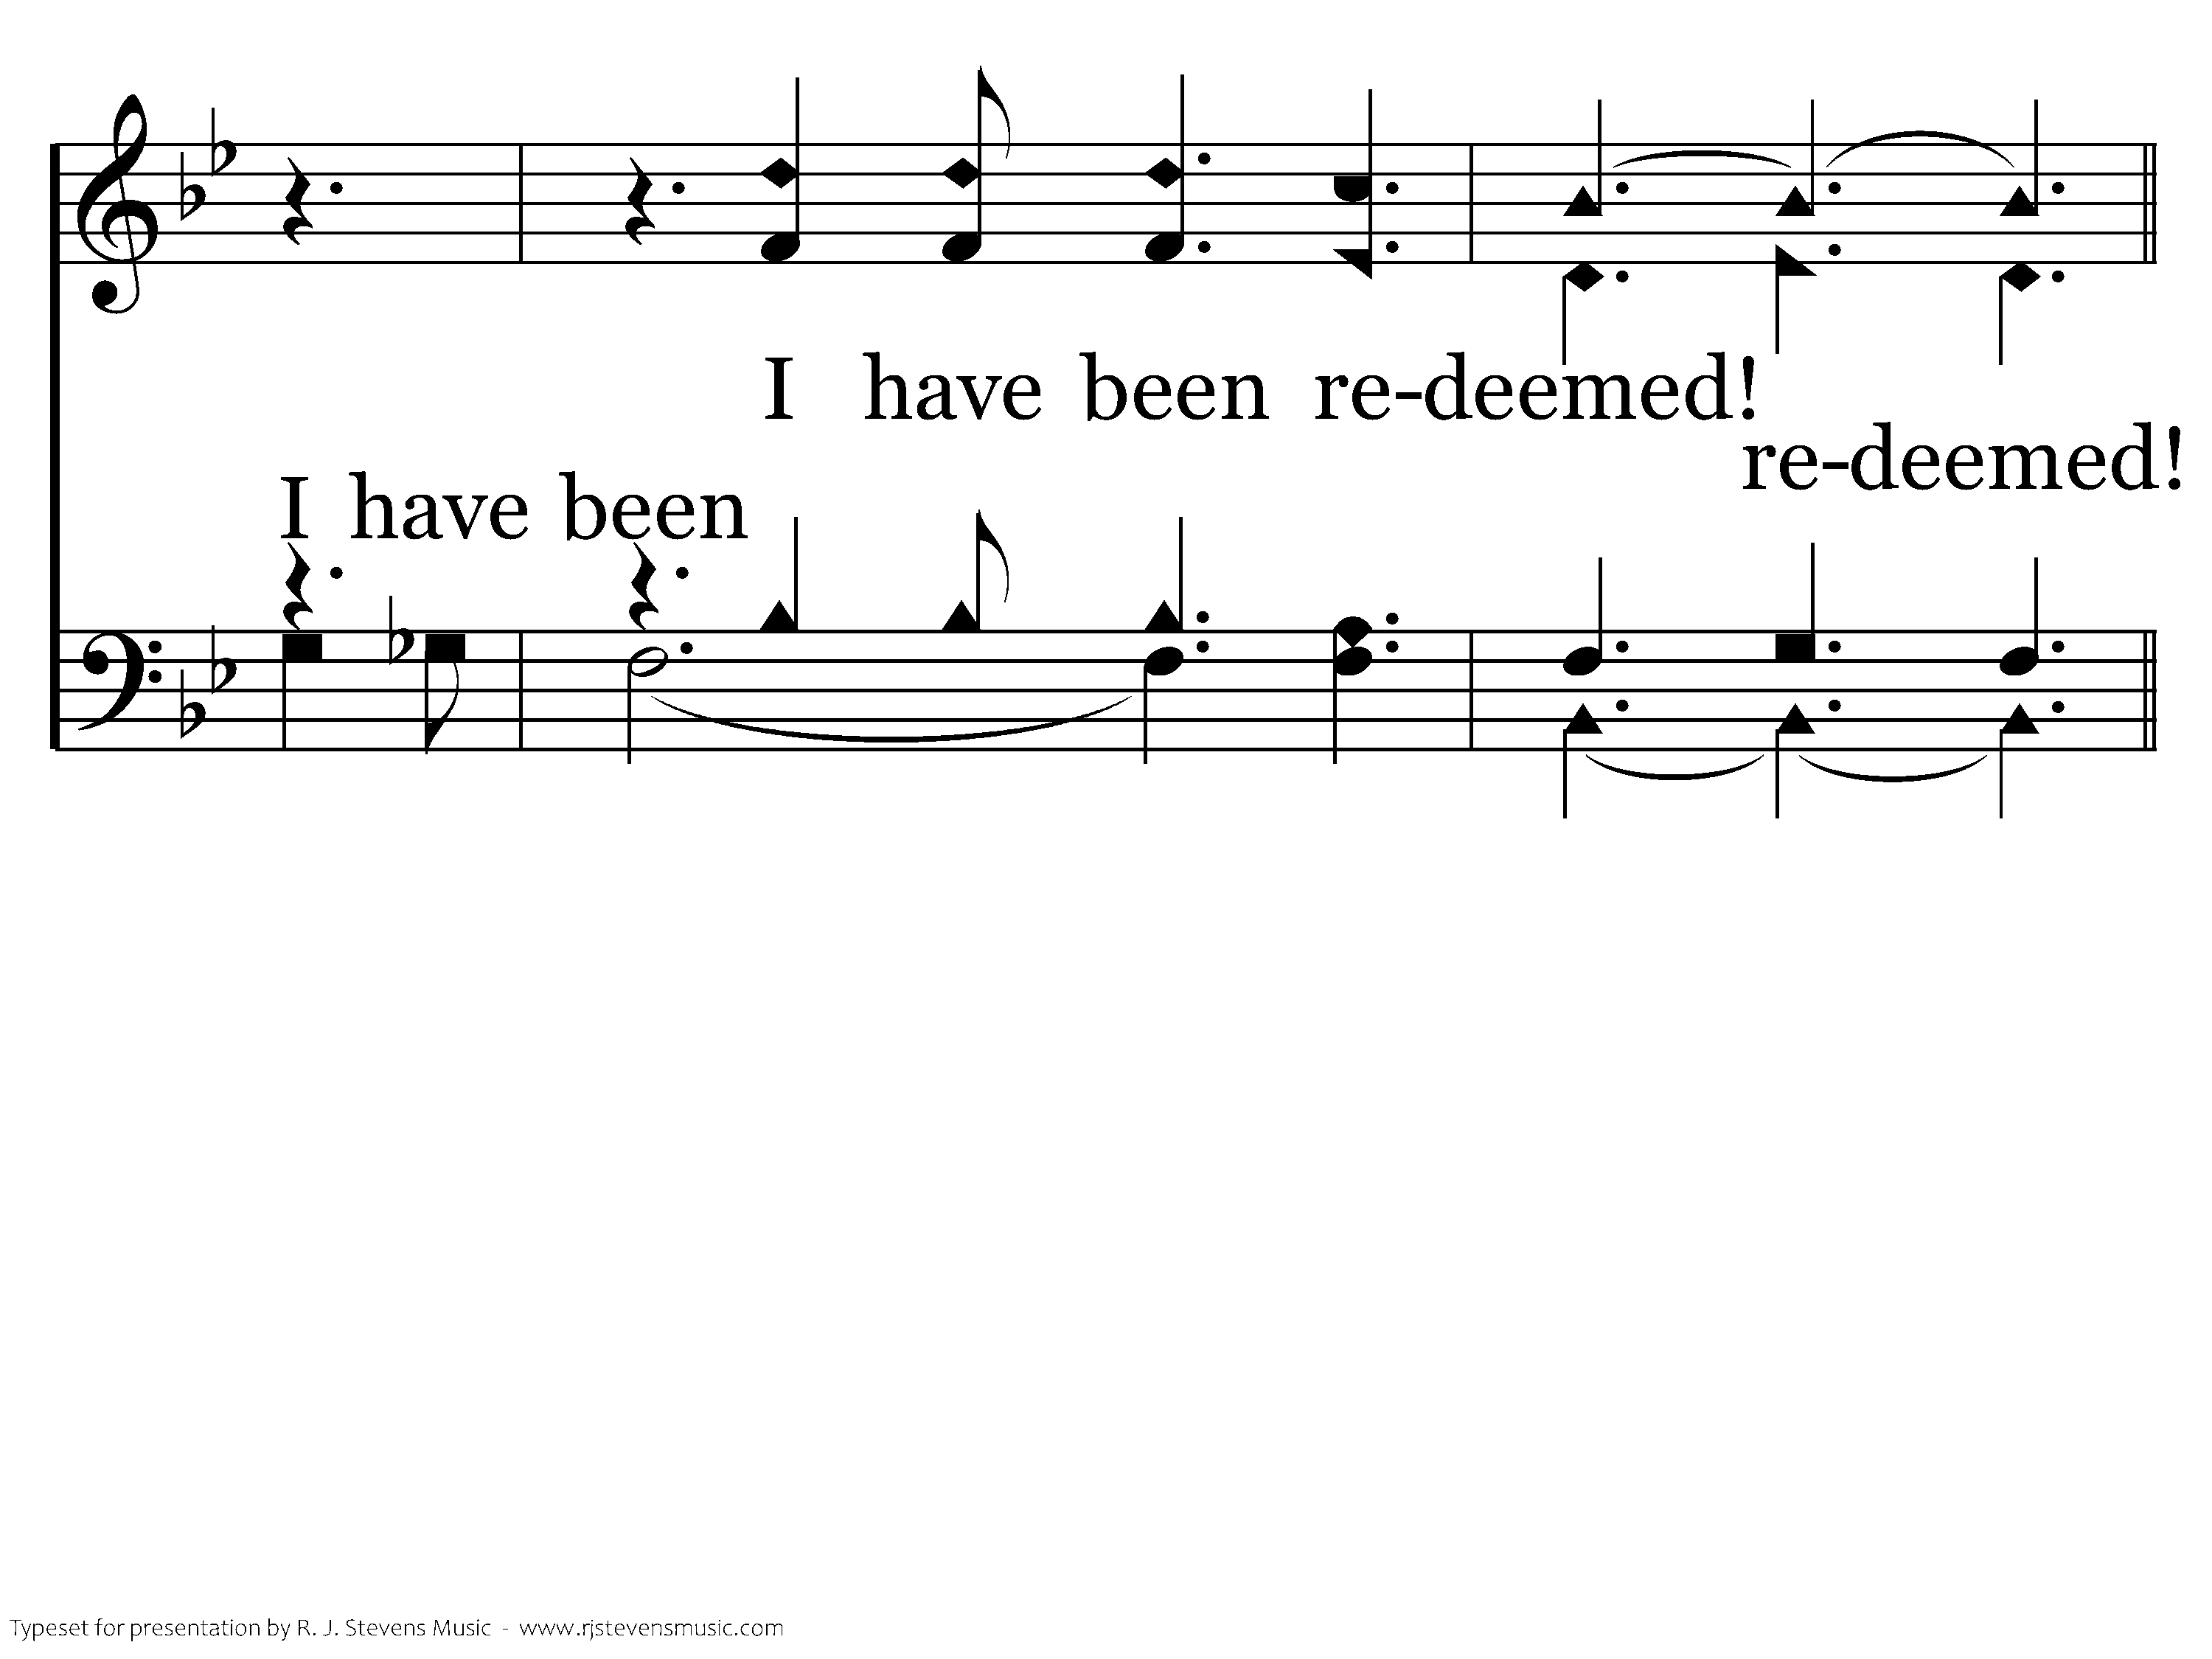 I have been re-deemed!
re-deemed!
I have been
Typeset for presentation by R. J. Stevens Music - www.rjstevensmusic.com